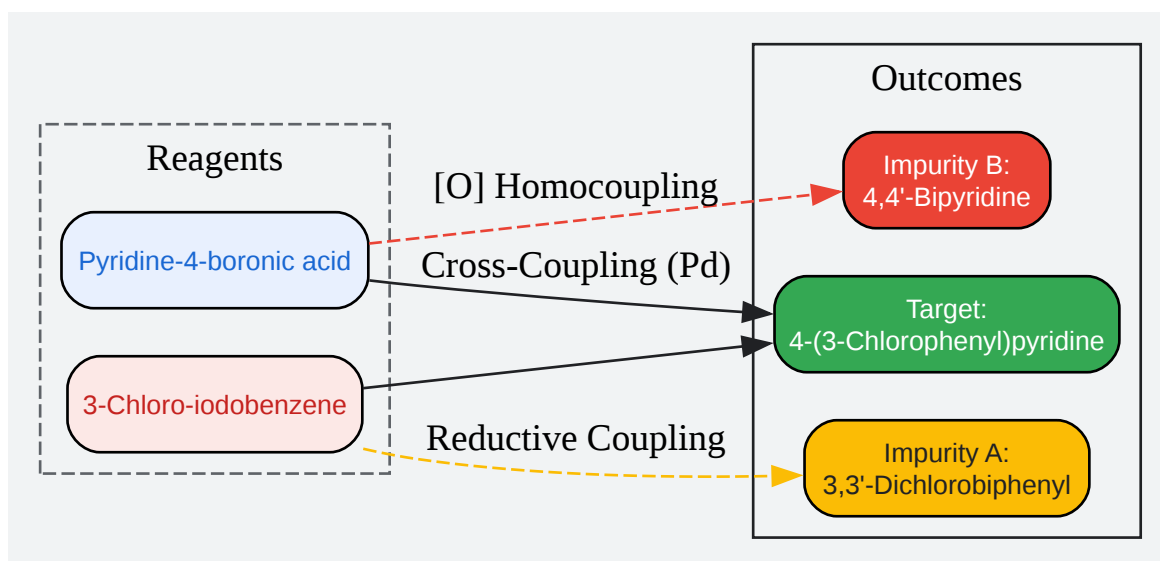 Reagents
Pyridine-4-boronic acid
3-Chloro-iodobenzene
[O] Homocoupling
Cross-Coupling (Pd)
Reductive Coupling
Outcomes
Impurity B:
4,4'-Bipyridine
Target:
4-(3-Chlorophenyl)pyridine
Impurity A:
3,3'-Dichlorobiphenyl